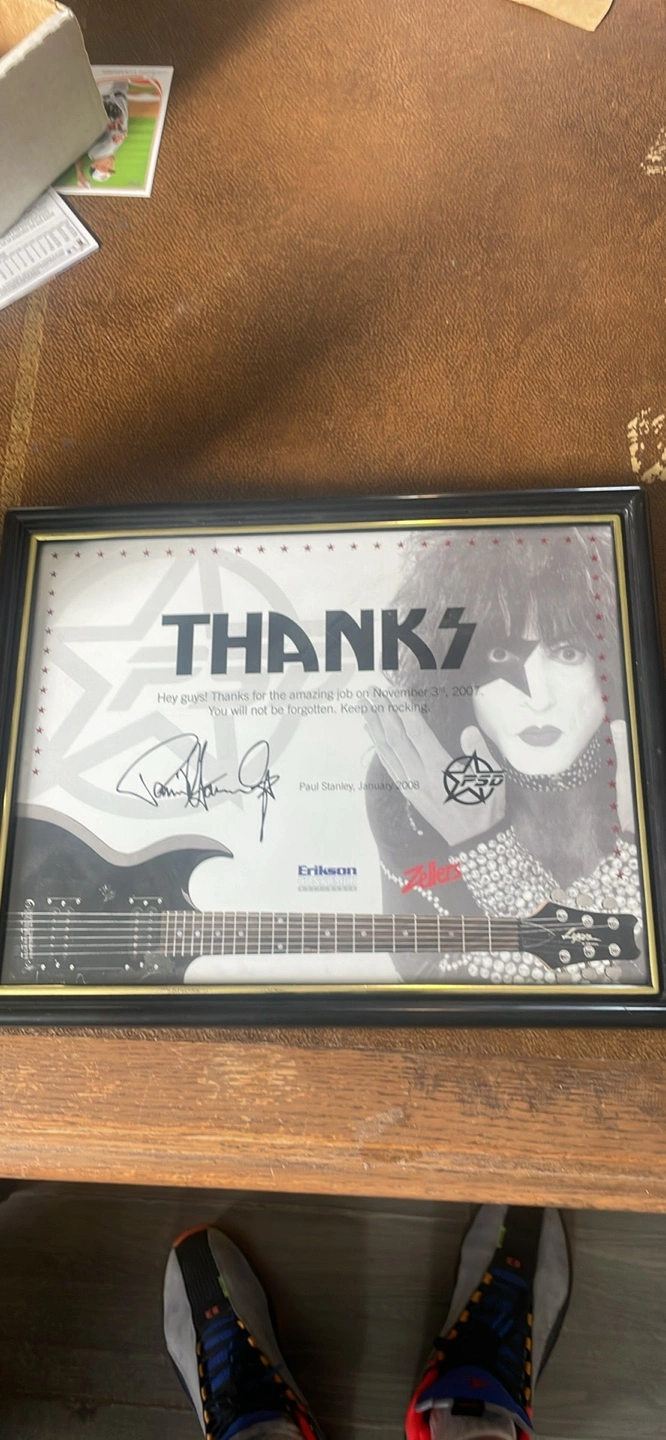 THANKS
Hey guys! Thanks for the amazing job on November 3rd, 2007.
You will not be forgotten. Keep on rocking.
Paul Stanley, January 2008
PSD
Erikson
Zellers